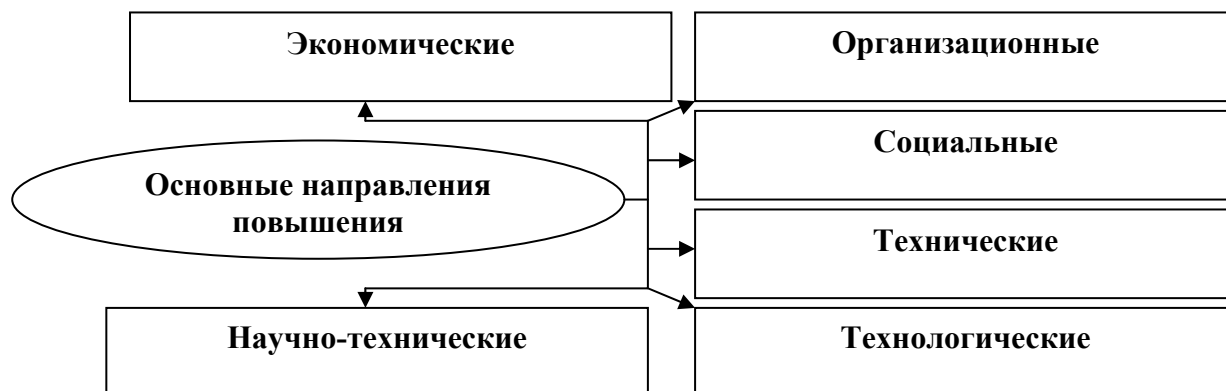 Экономические
Организационные
Социальные
Основные направления
повышения
Технические
Научно-технические
Технологические